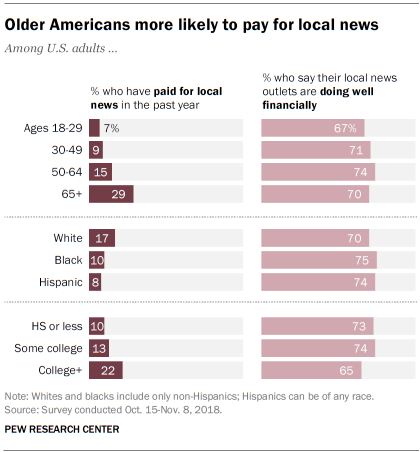 Older Americans more likely to pay for local news
Among U.S. adults ...
% who have paid for local
news in the past year
% who say their local news
outlets are doing well
financially
Ages 18-29 7% 67%
30-49 9 71
50-64 15 74
65+ 29 70
White 17 70
Black 10 75
Hispanic 8 74
HS or less 10 73
Some college 13 74
College+ 22 65
Note: Whites and blacks include only non-Hispanics; Hispanics can be of any race.
Source: Survey conducted Oct. 15-Nov. 8, 2018.
PEW RESEARCH CENTER